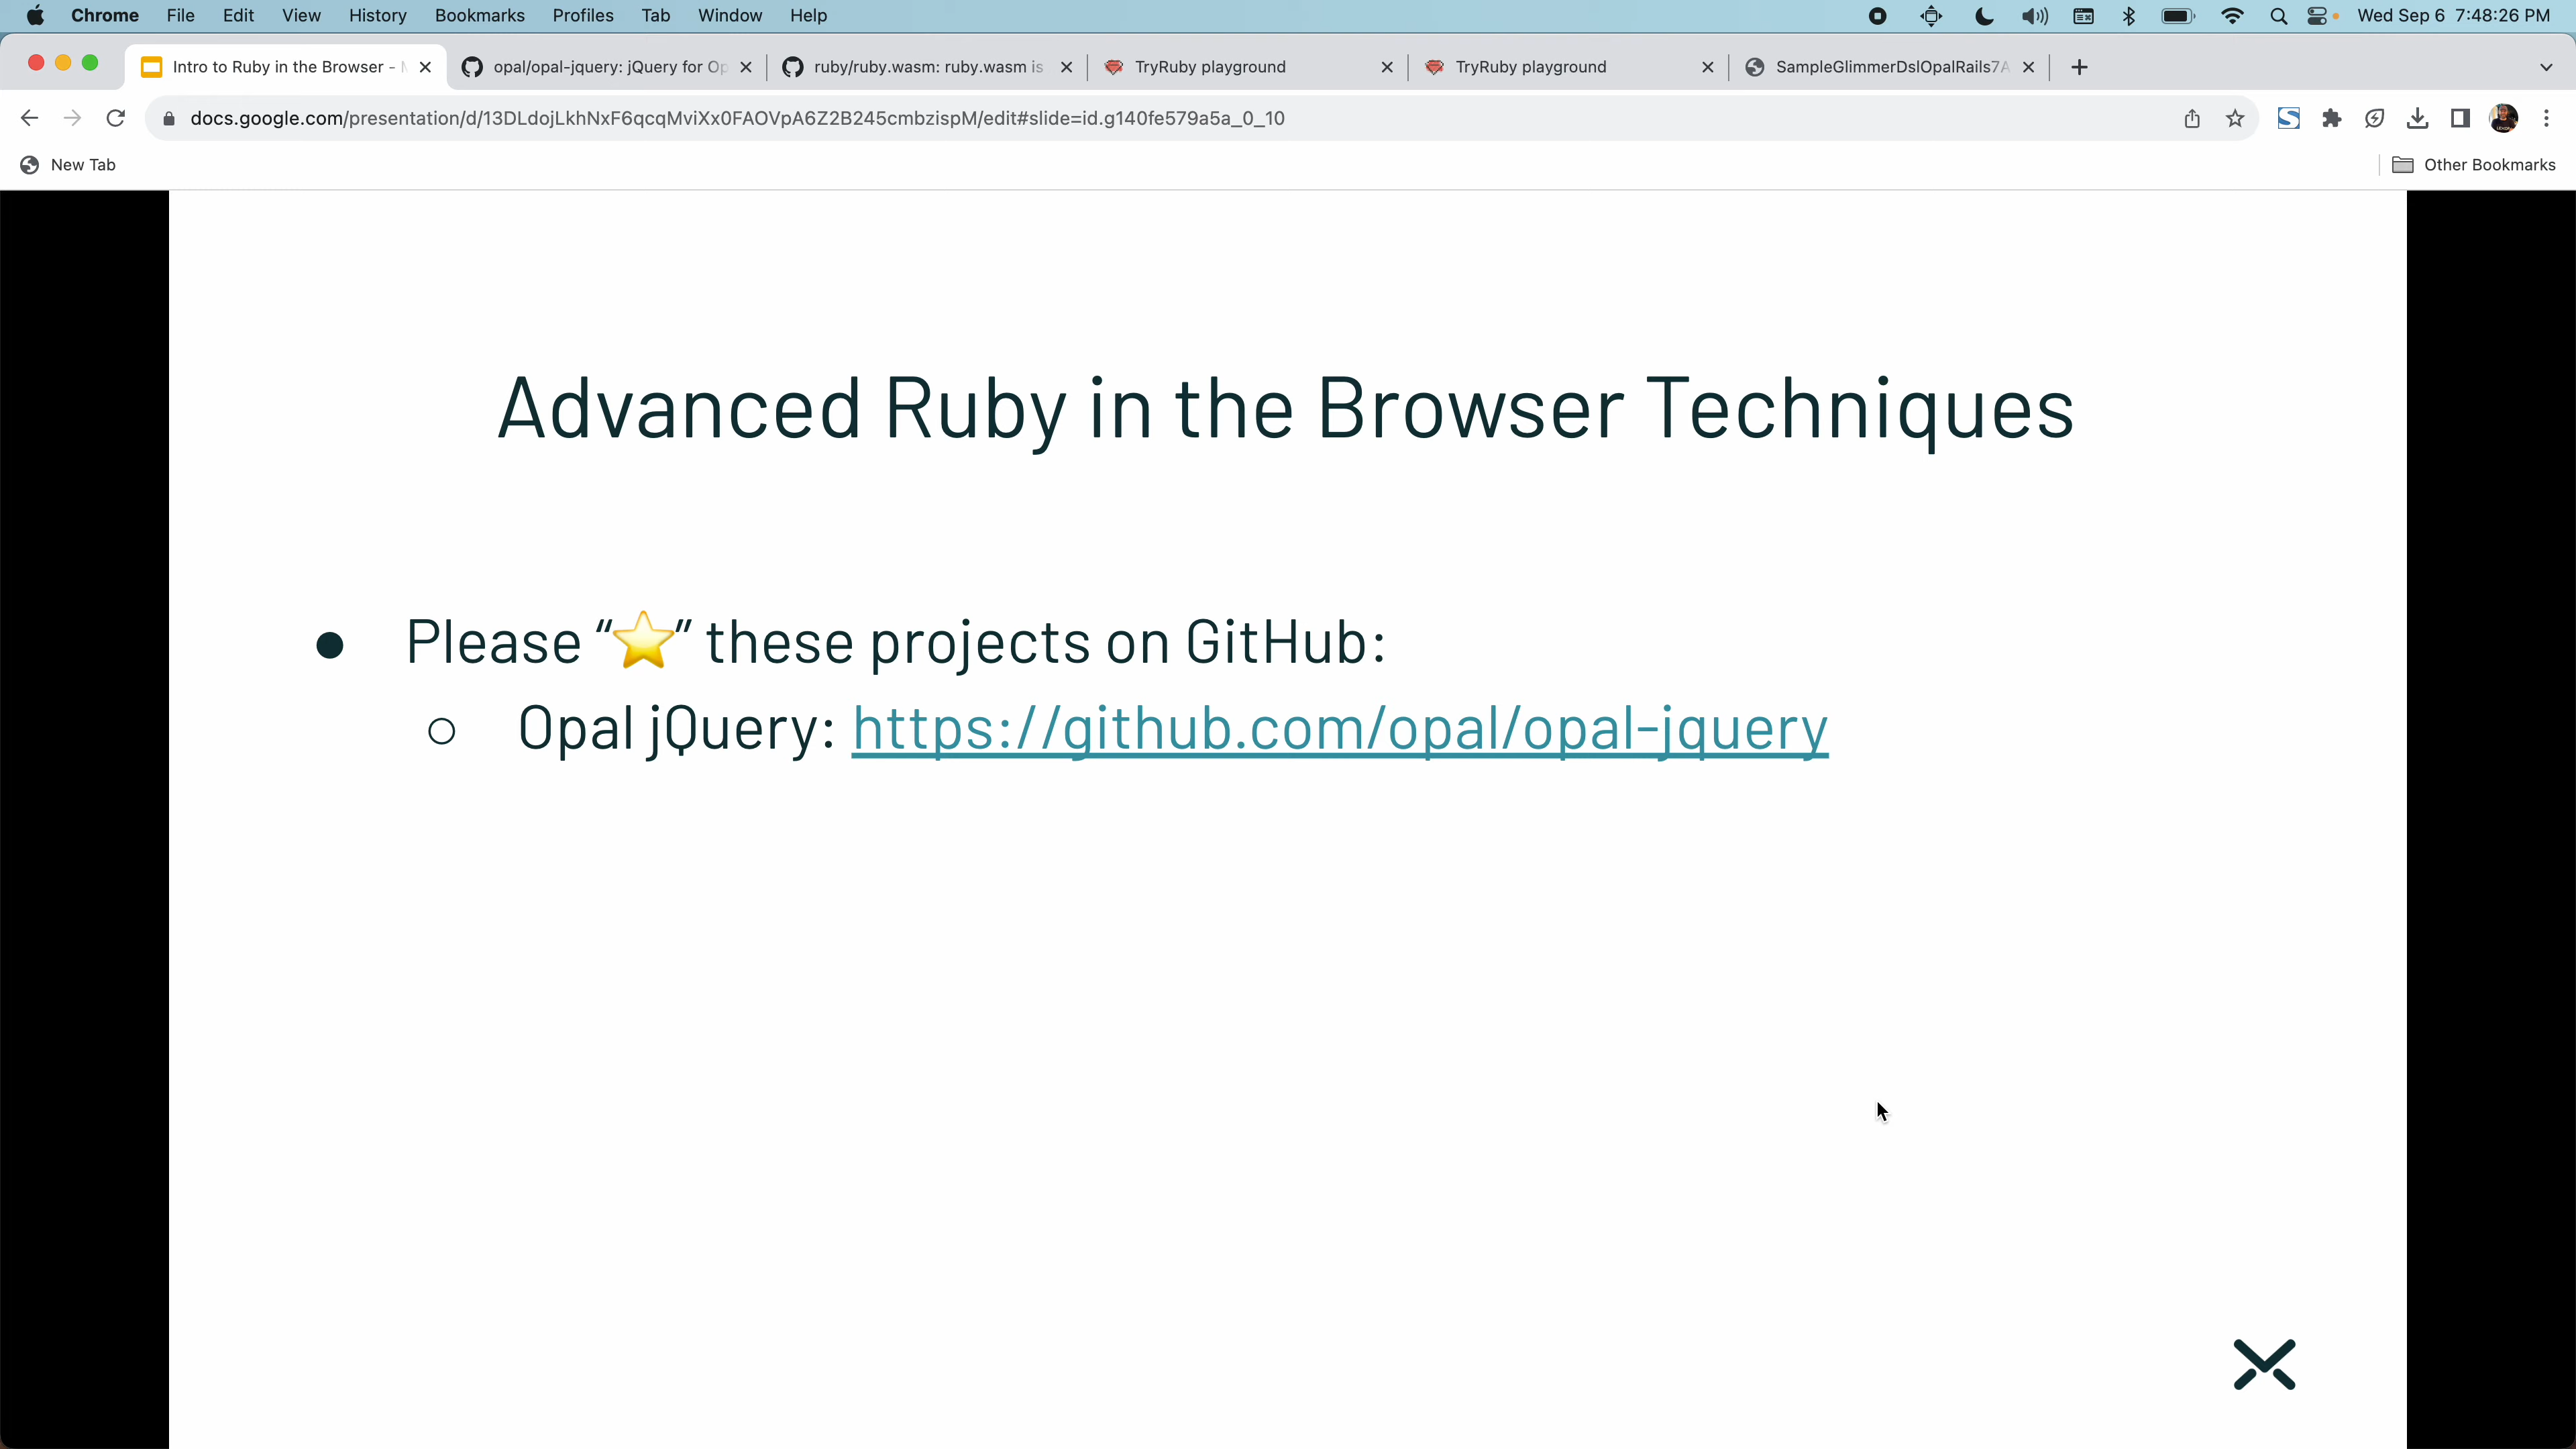 Chrome File Edit View History Bookmarks Profiles Tab Window Help Wed Sep 6 7:48:26 PM
Intro to Ruby in the Browser - opal/opal-jquery: jQuery for Op ruby/ruby.wasm: ruby.wasm is TryRuby playground TryRuby playground SampleGlimmerDslOpalRails7A
docs.google.com/presentation/d/13DLdojLkhNxF6qcqMviXx0FAOVpA6Z2B245cmbzispM/edit#slide=id.g140fe579a5a_0_10
New Tab Other Bookmarks
Advanced Ruby in the Browser Techniques
● Please “⭐” these projects on GitHub:
○ Opal jQuery: https://github.com/opal/opal-jquery